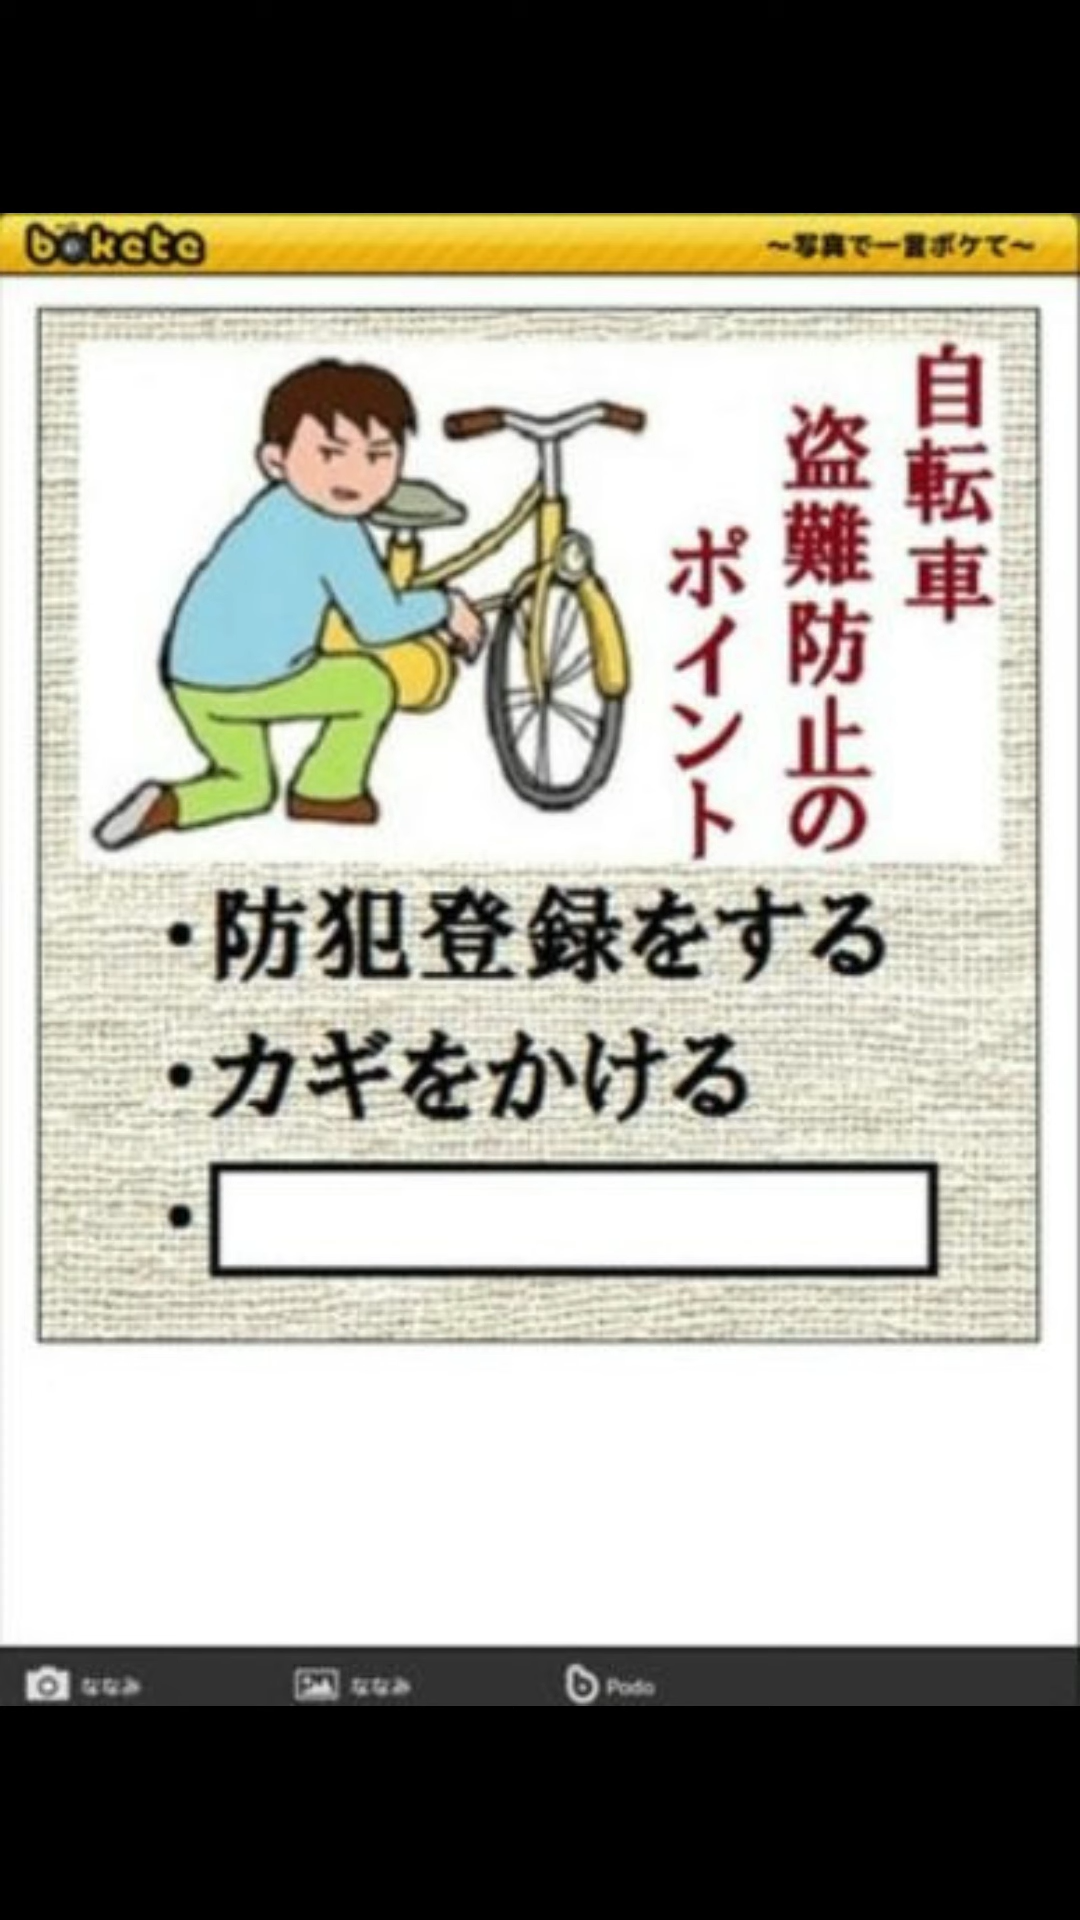 bokete
〜写真で一言ボケて〜
自転車
盗難防止の
ポイント
・防犯登録をする
・カギをかける
・
ななみ
ななみ
Podo